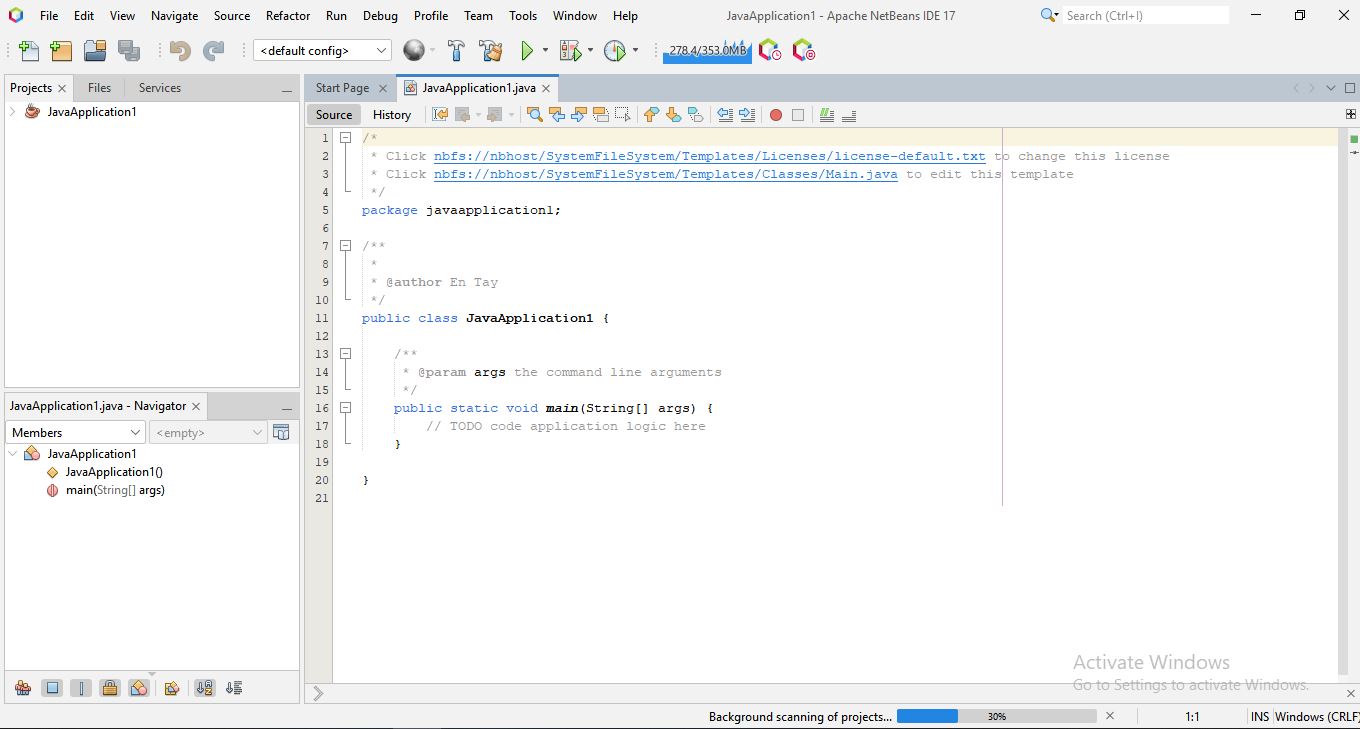 File Edit View Navigate Source Refactor Run Debug Profile Team Tools Window Help JavaApplication1 - Apache NetBeans IDE 17 Search (Ctrl+I)
<default config> 278.4/353.0MB
Projects Files Services
JavaApplication1
Start Page JavaApplication1.java
Source History
1 /*
2 * Click nbfs://nbhost/SystemFileSystem/Templates/Licenses/license-default.txt to change this license
3 * Click nbfs://nbhost/SystemFileSystem/Templates/Classes/Main.java to edit this template
4 */
5 package javaapplication1;
6
7 /**
8 *
9 * @author En Tay
10 */
11 public class JavaApplication1 {
12
13 /**
14 * @param args the command line arguments
15 */
16 public static void main(String[] args) {
17 // TODO code application logic here
18 }
19
20 }
21
JavaApplication1.java - Navigator
Members <empty>
JavaApplication1
JavaApplication1()
main(String[] args)
Activate Windows
Go to Settings to activate Windows.
Background scanning of projects... 30% 1:1 INS Windows (CRLF)